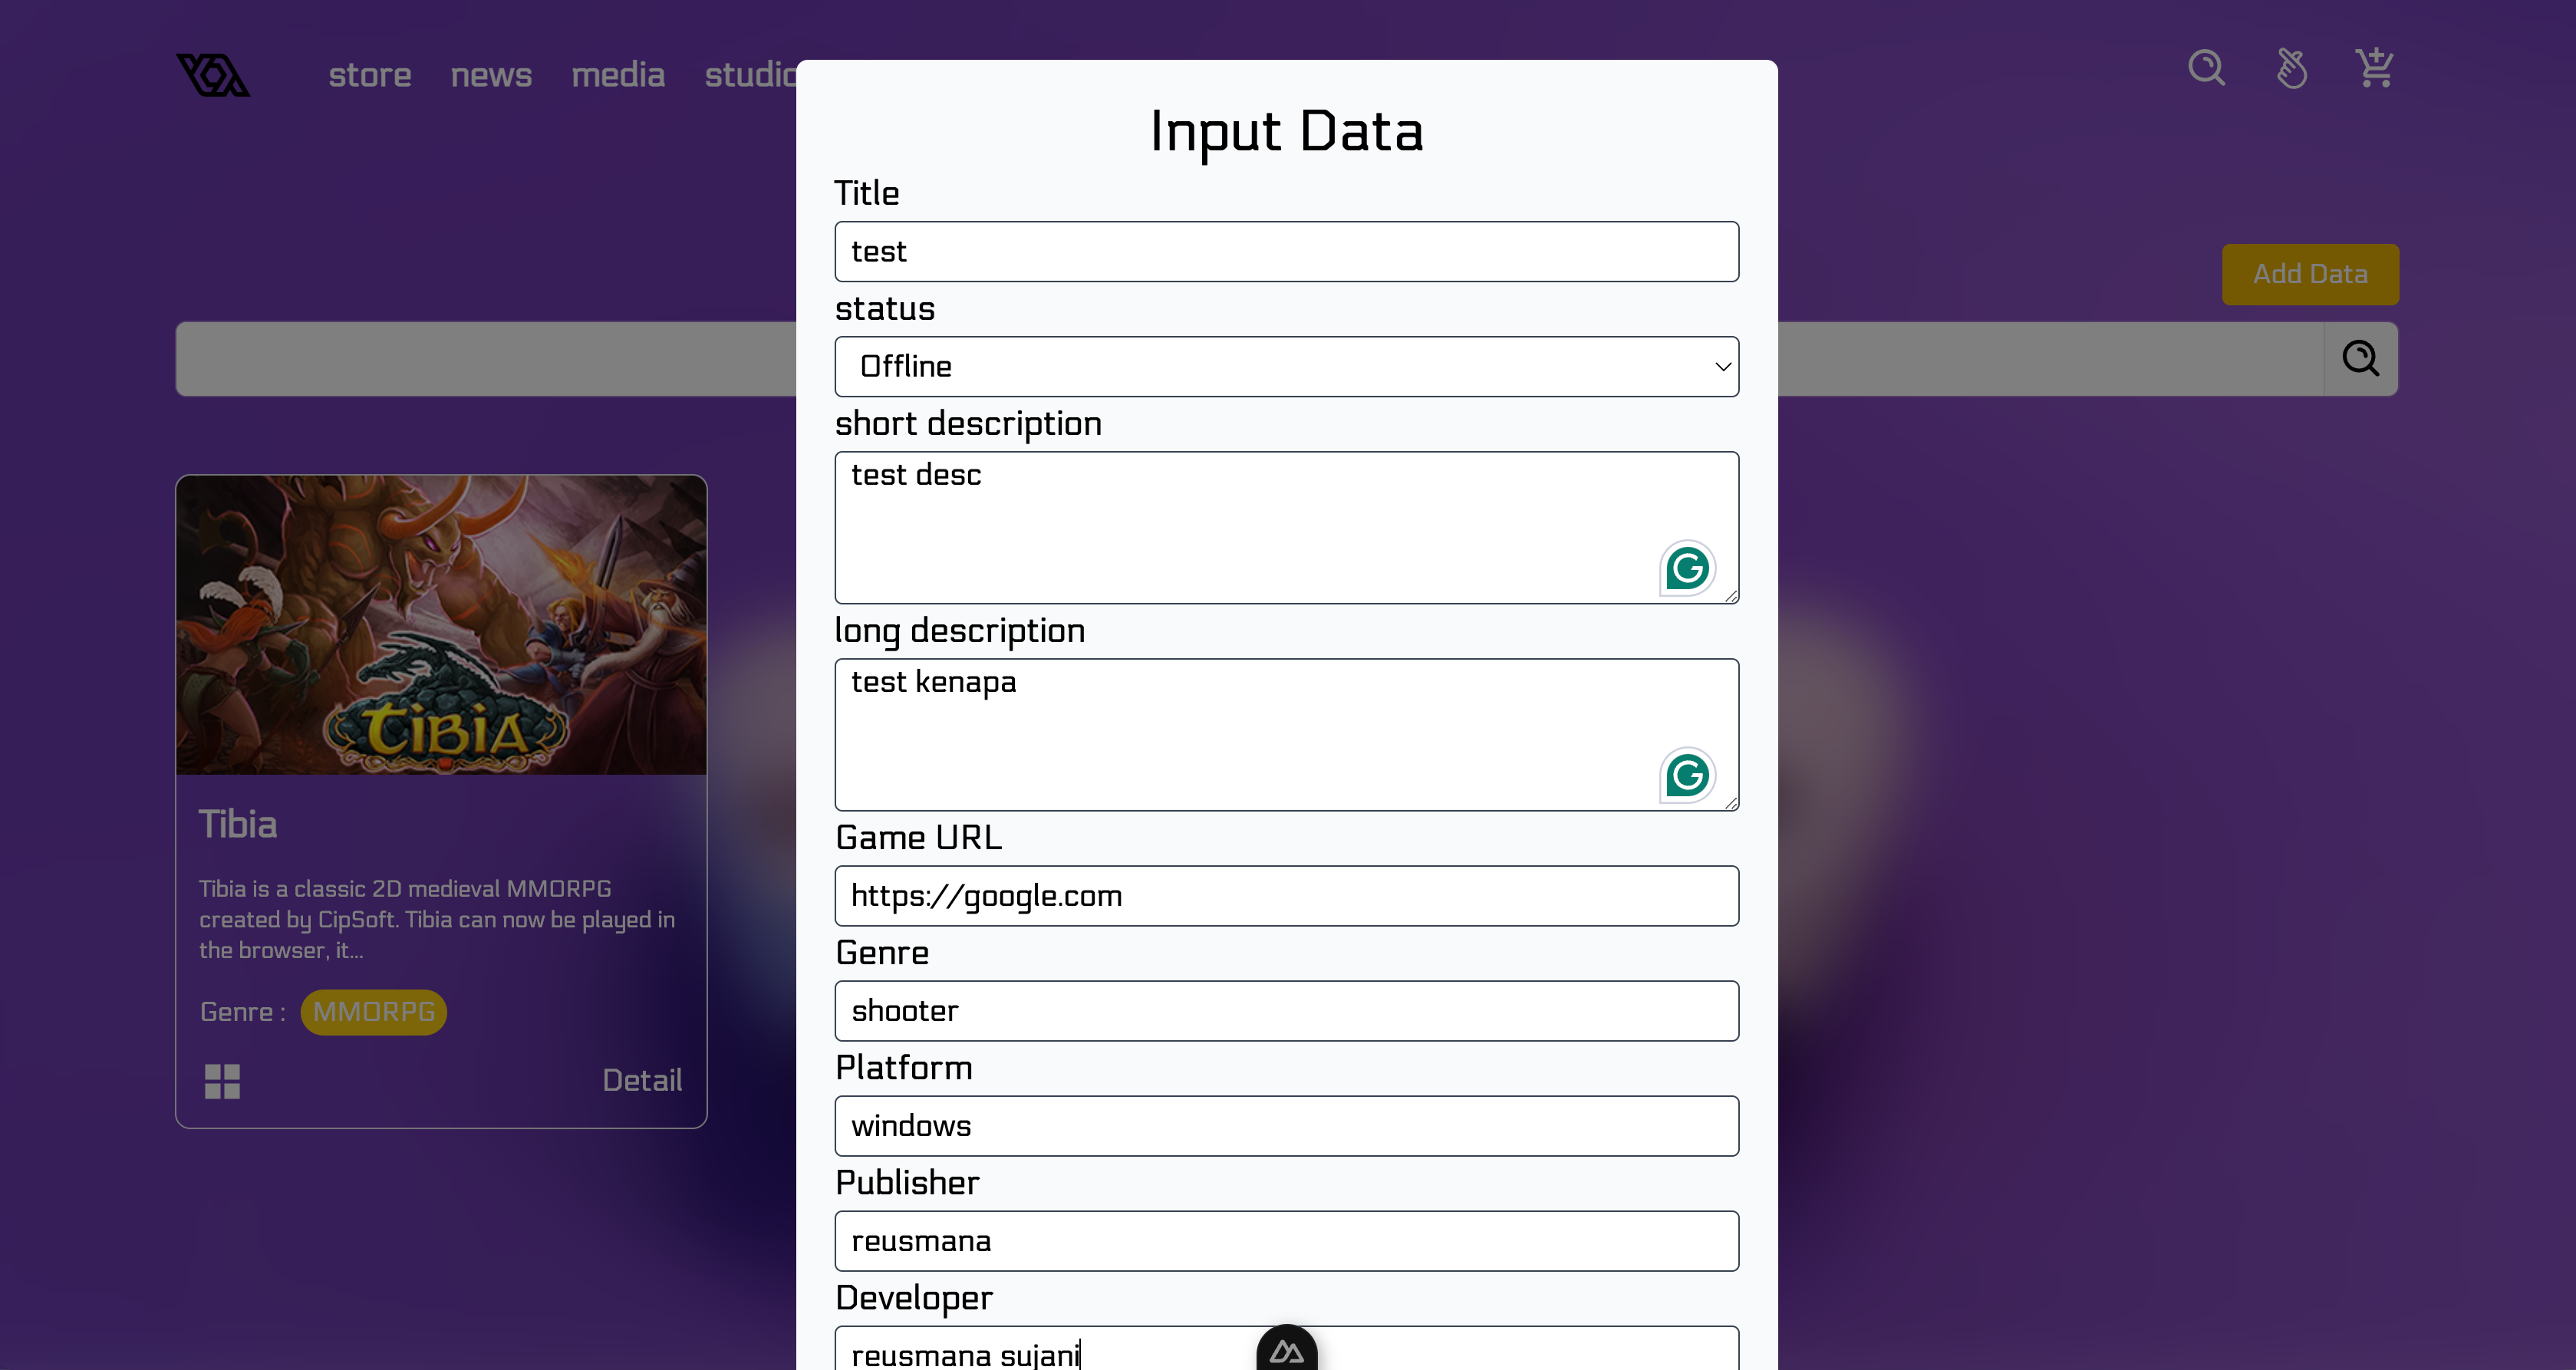 store news media studio
Add Data
TiBiA
Tibia
Tibia is a classic 2D medieval MMORPG
created by CipSoft. Tibia can now be played in
the browser, it...
Genre : MMORPG
Detail
Input Data
Title
test
status
Offline
short description
test desc
long description
test kenapa
Game URL
https://google.com
Genre
shooter
Platform
windows
Publisher
reusmana
Developer
reusmana sujani